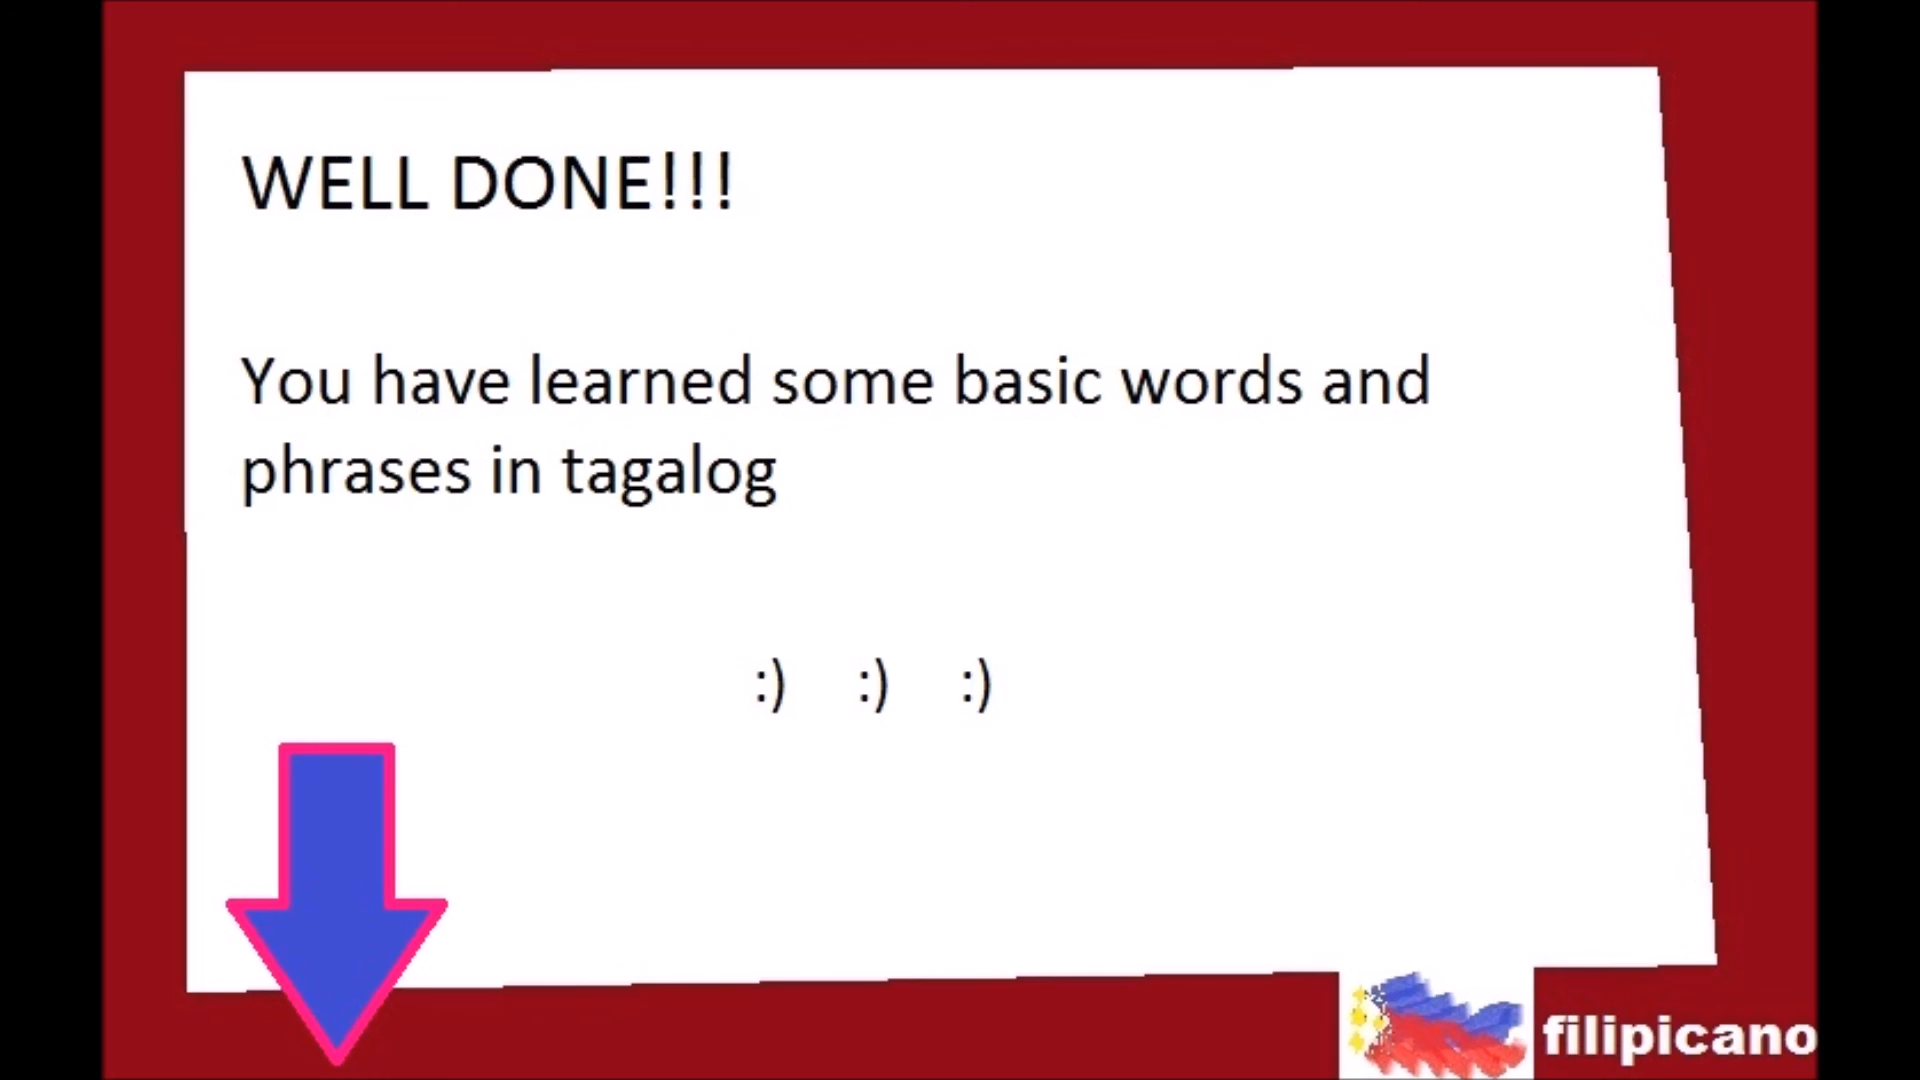 WELL DONE!!!
You have learned some basic words and
phrases in tagalog
:) :) :)
filipicano